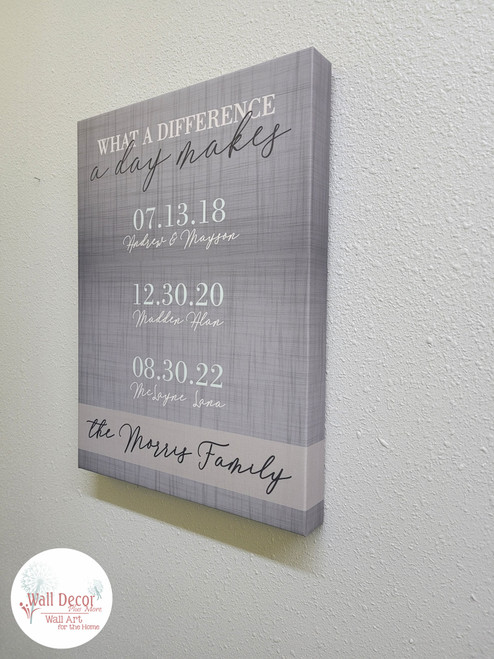 WHAT A DIFFERENCE
a day makes
07.13.18
Andrew & Mayson
12.30.20
Madden Alan
08.30.22
McLayne Lana
the Morris Family
Wall Decor
Plus More
Wall Art
for the Home